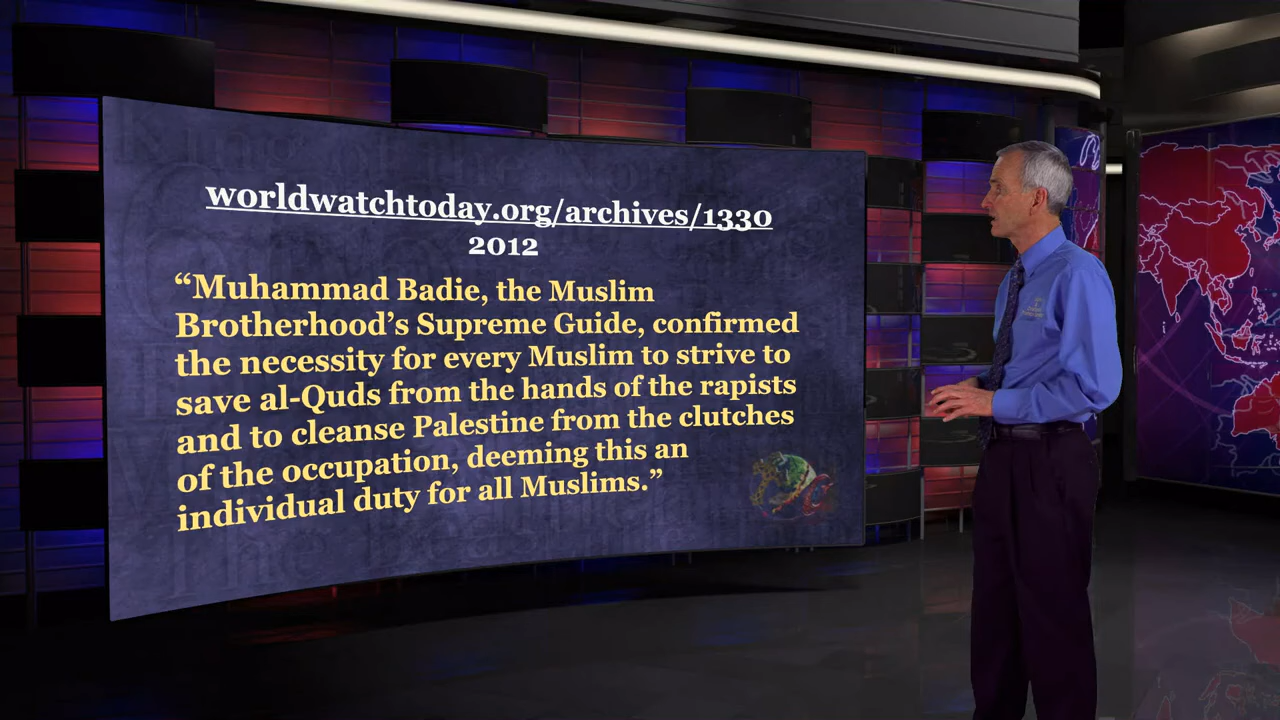 worldwatchtoday.org/archives/1330
2012
“Muhammad Badie, the Muslim
Brotherhood’s Supreme Guide, confirmed
the necessity for every Muslim to strive to
save al-Quds from the hands of the rapists
and to cleanse Palestine from the clutches
of the occupation, deeming this an
individual duty for all Muslims.”